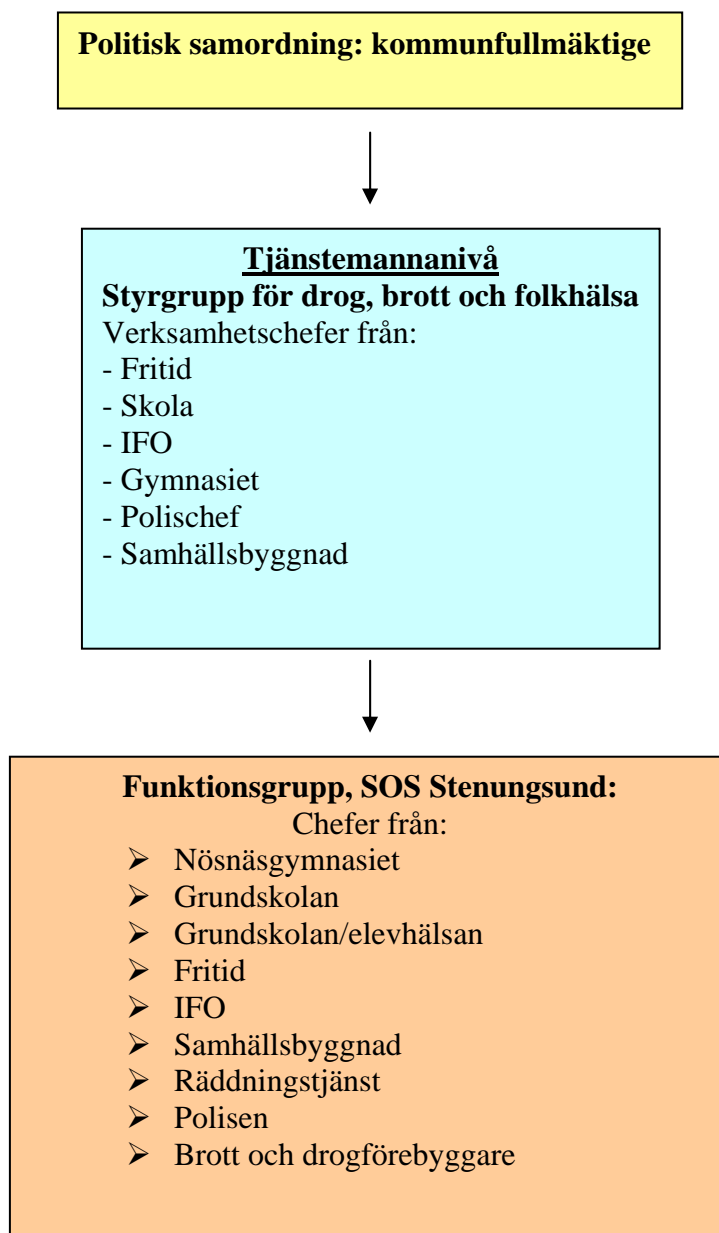 Politisk samordning: kommunfullmäktige
Tjänstemannanivå
Styrgrupp för drog, brott och folkhälsa
Verksamhetschefer från:
- Fritid
- Skola
- IFO
- Gymnasiet
- Polischef
- Samhällsbyggnad
Funktionsgrupp, SOS Stenungsund:
Chefer från:
➢ Nösnäsgymnasiet
➢ Grundskolan
➢ Grundskolan/elevhälsan
➢ Fritid
➢ IFO
➢ Samhällsbyggnad
➢ Räddningstjänst
➢ Polisen
➢ Brott och drogförebyggare